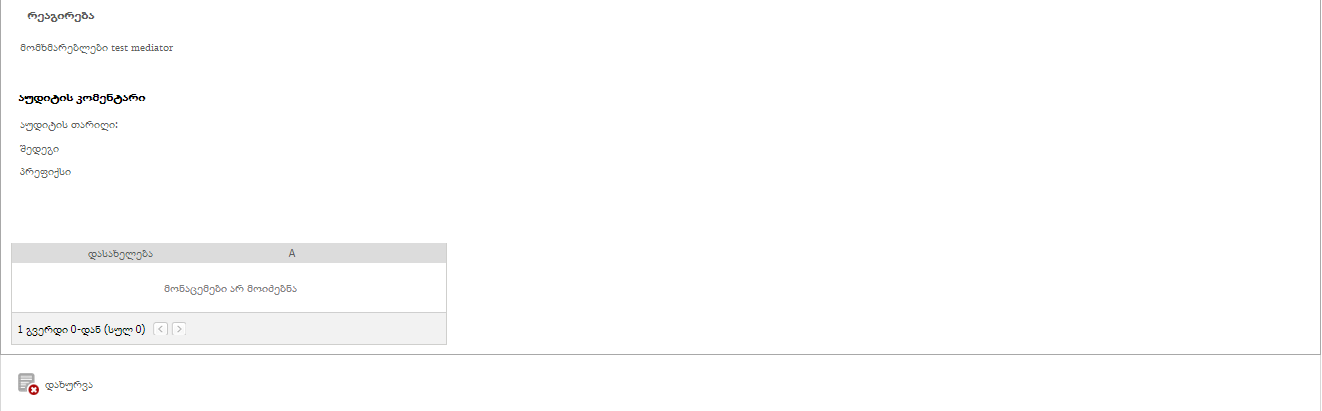 რეაგირება
მომხმარებლები test mediator
აუდიტის კომენტარი
აუდიტის თარიღი:
შედეგი
პრეფიქსი
დასახელება A
მონაცემები არ მოიძებნა
1 გვერდი 0-დან (სულ 0)
დახურვა